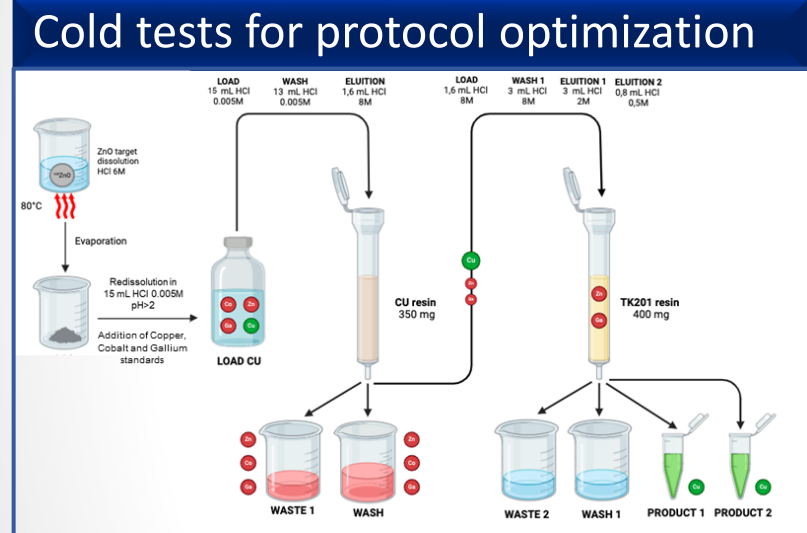 Cold tests for protocol optimization
LOAD
15 mL HCl
0.005M
WASH
13 mL HCl
0.005M
ELUITION
1,6 mL HCl
8M
LOAD
1,6 mL HCl
8M
WASH 1
3 mL HCl
8M
ELUITION 1
3 mL HCl
2M
ELUITION 2
0,8 mL HCl
0,5M
ZnO target
dissolution
HCl 6M
ZnO
80°C
Evaporation
Redissolution in
15 mL HCl 0.005M
pH>2
Addition of Copper,
Cobalt and Gallium
standards
Co Zn
Ga Cu
LOAD CU
CU resin
350 mg
Cu
Zn
Ga
TK201 resin
400 mg
Zn
Co
Ga
WASTE 1
WASH
Zn
Co
Ga
WASTE 2
WASH 1
Cu
PRODUCT 1
Cu
PRODUCT 2